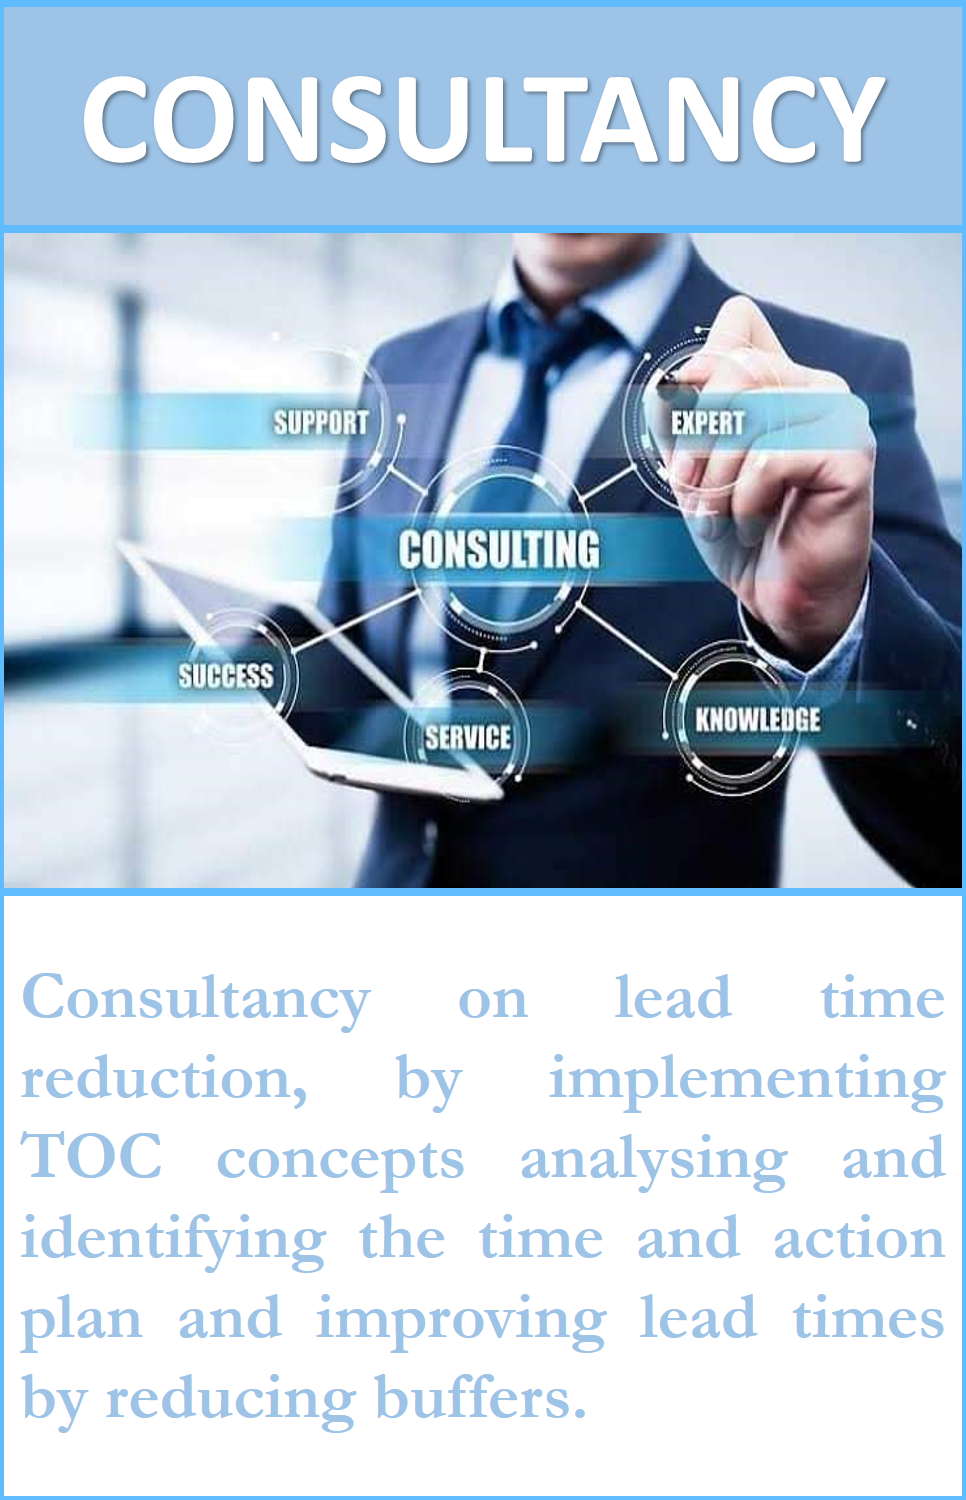 CONSULTANCY
SUPPORT
EXPERT
CONSULTING
SUCCESS
SERVICE
KNOWLEDGE
Consultancy on lead time
reduction, by implementing
TOC concepts analysing and
identifying the time and action
plan and improving lead times
by reducing buffers.